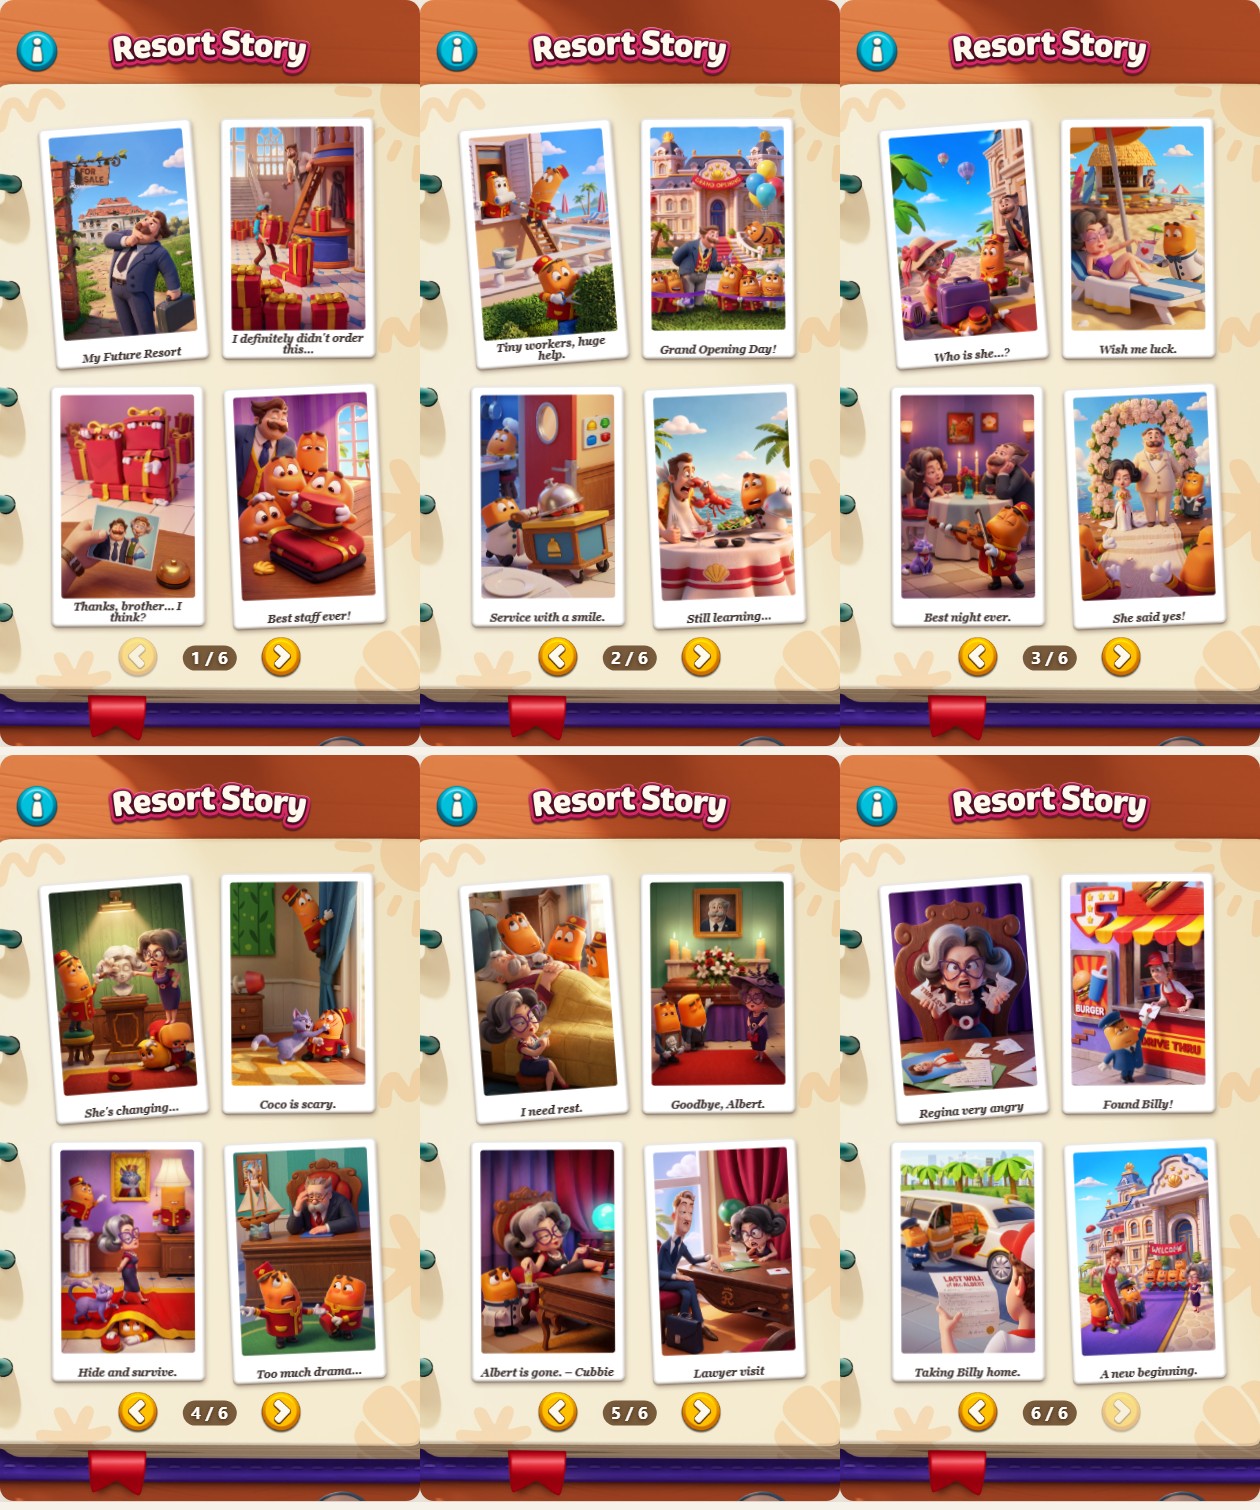 Resort Story
FOR
SALE
My Future Resort
I definitely didn't order
this...
Thanks, brother... I
think?
Best staff ever!
1 / 6
Resort Story
Tiny workers, huge
help.
GRAND OPENING
Grand Opening Day!
Service with a smile.
Still learning...
2 / 6
Resort Story
Who is she...?
Wish me luck.
Best night ever.
She said yes!
3 / 6
Resort Story
She's changing...
Coco is scary.
Hide and survive.
Too much drama...
4 / 6
Resort Story
I need rest.
Goodbye, Albert.
Albert is gone. – Cubbie
Lawyer visit
5 / 6
Resort Story
Regina very angry
BURGER
DRIVE THRU
Found Billy!
LAST WILL
of Mr. ALBERT
Taking Billy home.
WELCOME
A new beginning.
6 / 6